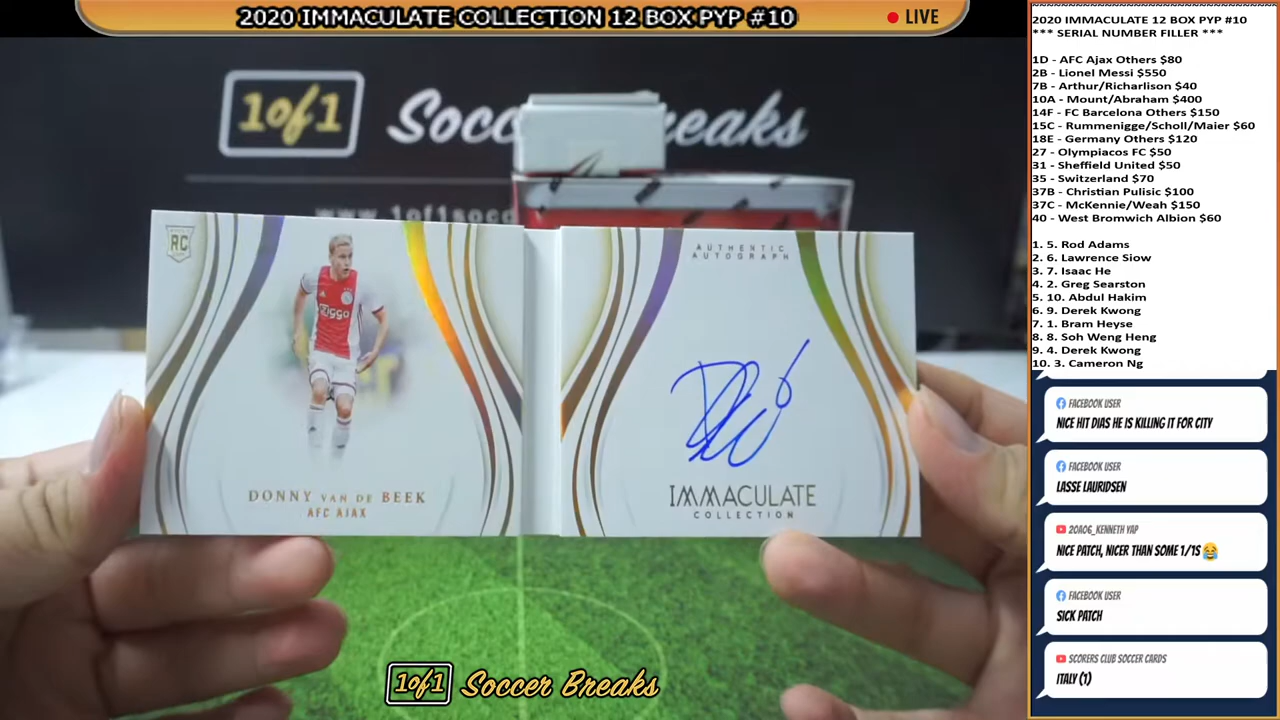 2020 IMMACULATE COLLECTION 12 BOX PYP #10
LIVE
1of1 Soccer Breaks
RC
Ziggo
DONNY VAN DE BEEK
AFC AJAX
AUTHENTIC
AUTOGRAPH
IMMACULATE
COLLECTION
1of1 Soccer Breaks
2020 IMMACULATE 12 BOX PYP #10
*** SERIAL NUMBER FILLER ***
1D - AFC Ajax Others $80
2B - Lionel Messi $550
7B - Arthur/Richarlison $40
10A - Mount/Abraham $400
14F - FC Barcelona Others $150
15C - Rummenigge/Scholl/Maier $60
18E - Germany Others $120
27 - Olympiacos FC $50
31 - Sheffield United $50
35 - Switzerland $70
37B - Christian Pulisic $100
37C - McKennie/Weah $150
40 - West Bromwich Albion $60
1. 5. Rod Adams
2. 6. Lawrence Siow
3. 7. Isaac He
4. 2. Greg Searston
5. 10. Abdul Hakim
6. 9. Derek Kwong
7. 1. Bram Heyse
8. 8. Soh Weng Heng
9. 4. Derek Kwong
10. 3. Cameron Ng
FACEBOOK USER
NICE HIT DIAS HE IS KILLING IT FOR CITY
FACEBOOK USER
LASSE LAURIDSEN
20A06_KENNETH YAP
NICE PATCH, NICER THAN SOME 1/1S 😂
FACEBOOK USER
SICK PATCH
SCORERS CLUB SOCCER CARDS
ITALY (1)